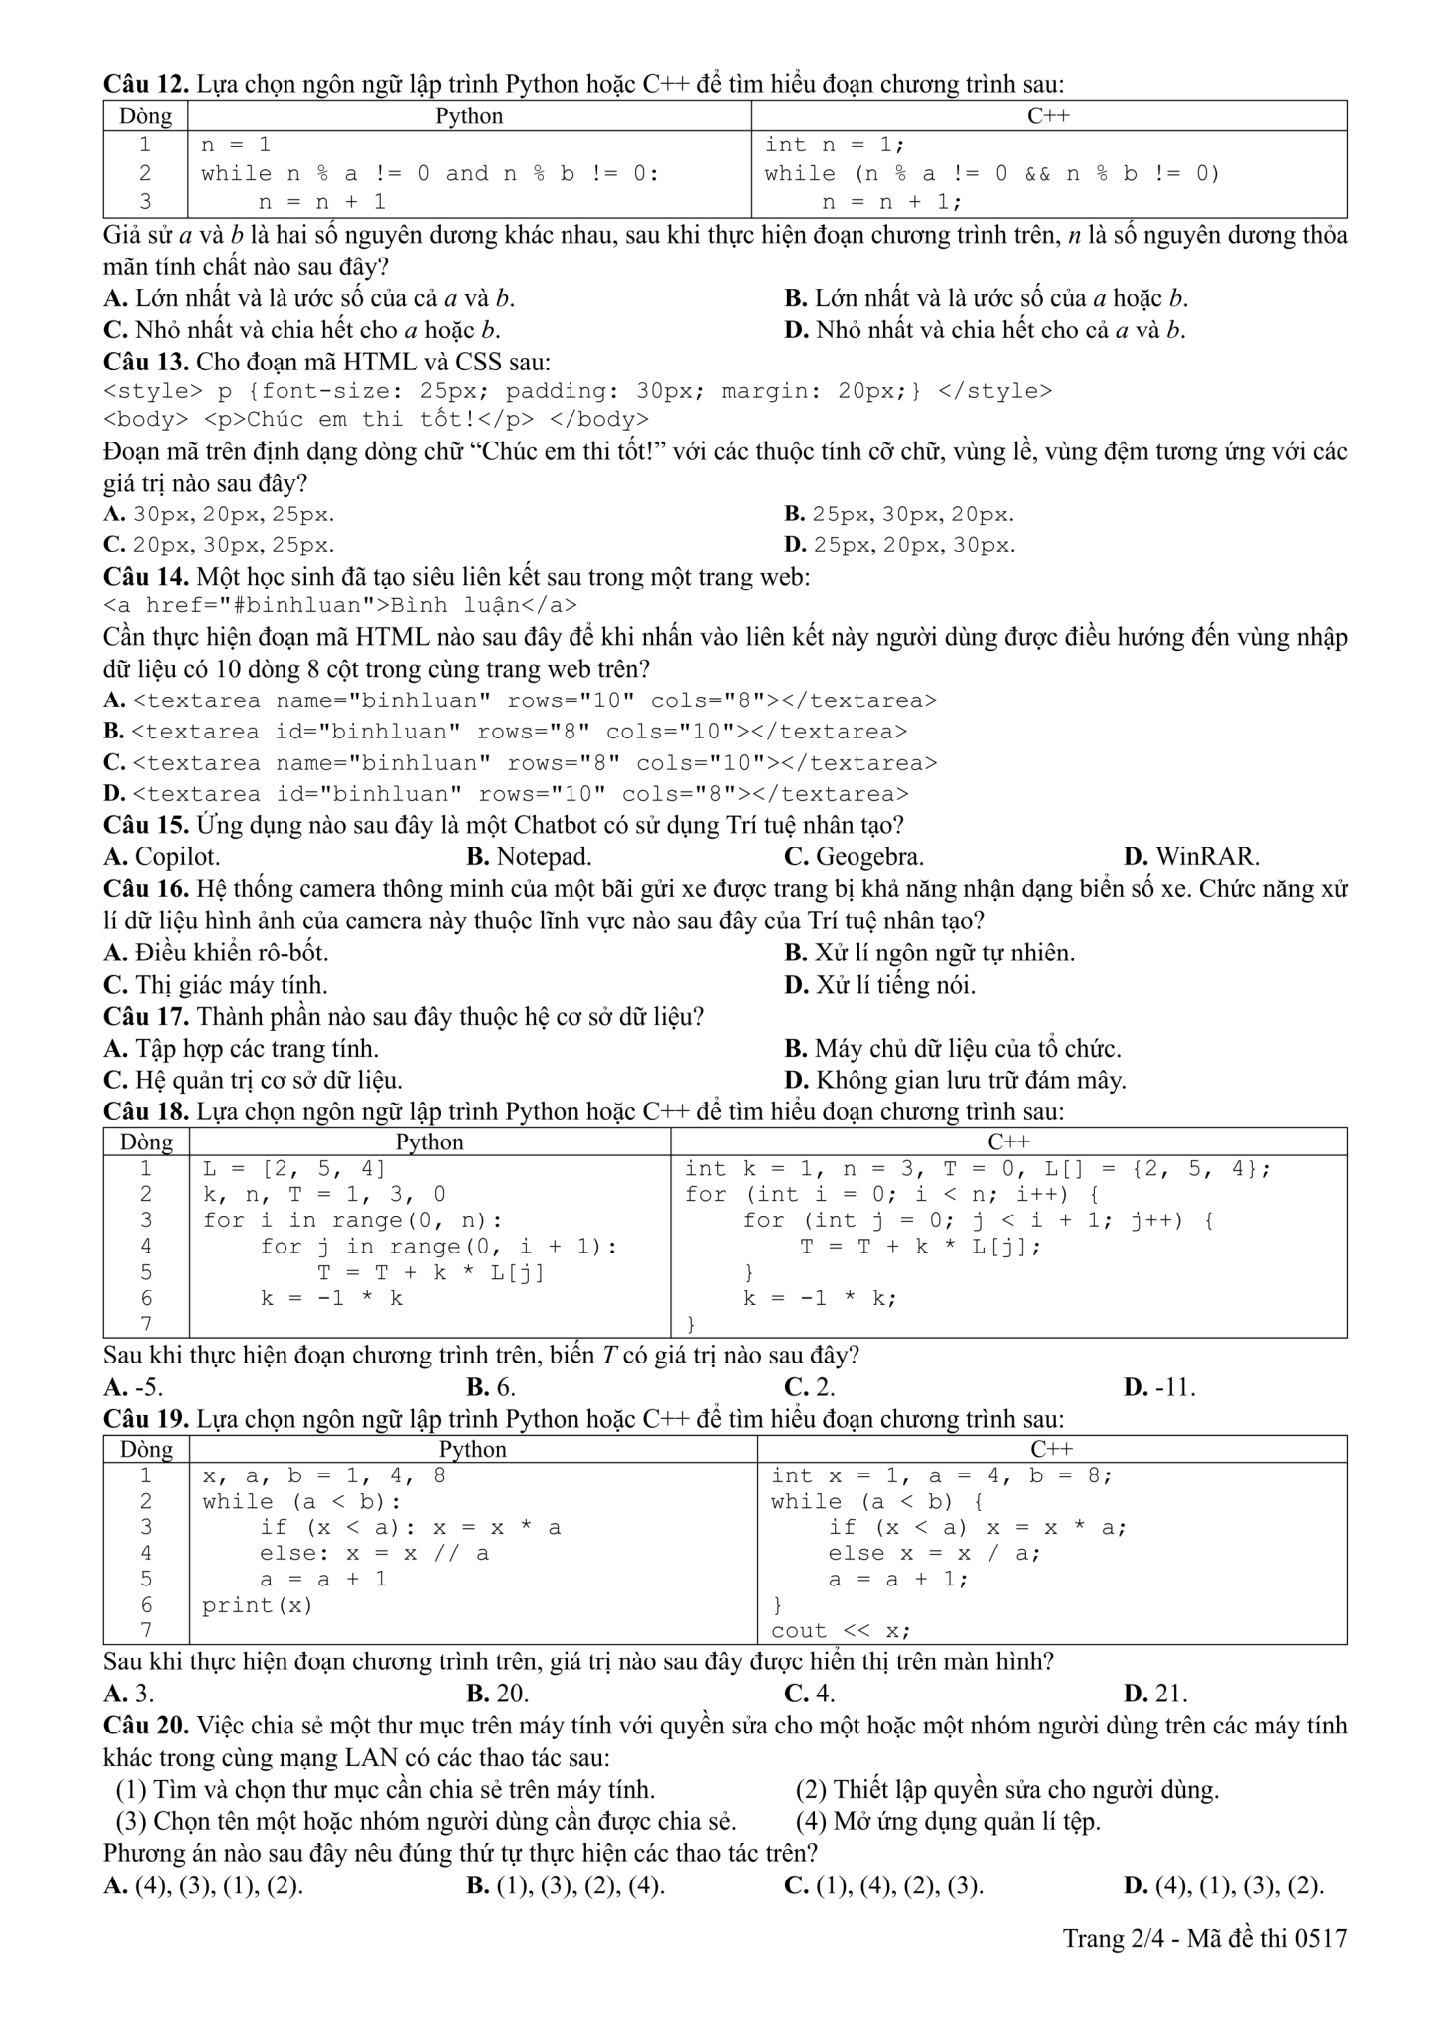 Câu 12. Lựa chọn ngôn ngữ lập trình Python hoặc C++ để tìm hiểu đoạn chương trình sau:
Dòng Python C++
1 n = 1 int n = 1;
2 while n % a != 0 and n % b != 0: while (n % a != 0 && n % b != 0)
3 n = n + 1 n = n + 1;
Giả sử a và b là hai số nguyên dương khác nhau, sau khi thực hiện đoạn chương trình trên, n là số nguyên dương thỏa
mãn tính chất nào sau đây?
A. Lớn nhất và là ước số của cả a và b. B. Lớn nhất và là ước số của a hoặc b.
C. Nhỏ nhất và chia hết cho a hoặc b. D. Nhỏ nhất và chia hết cho cả a và b.
Câu 13. Cho đoạn mã HTML và CSS sau:
<style> p {font-size: 25px; padding: 30px; margin: 20px;} </style>
<body> <p>Chúc em thi tốt!</p> </body>
Đoạn mã trên định dạng dòng chữ “Chúc em thi tốt!” với các thuộc tính cỡ chữ, vùng lề, vùng đệm tương ứng với các
giá trị nào sau đây?
A. 30px, 20px, 25px. B. 25px, 30px, 20px.
C. 20px, 30px, 25px. D. 25px, 20px, 30px.
Câu 14. Một học sinh đã tạo siêu liên kết sau trong một trang web:
<a href="#binhluan">Bình luận</a>
Cần thực hiện đoạn mã HTML nào sau đây để khi nhấn vào liên kết này người dùng được điều hướng đến vùng nhập
dữ liệu có 10 dòng 8 cột trong cùng trang web trên?
A. <textarea name="binhluan" rows="10" cols="8"></textarea>
B. <textarea id="binhluan" rows="8" cols="10"></textarea>
C. <textarea name="binhluan" rows="8" cols="10"></textarea>
D. <textarea id="binhluan" rows="10" cols="8"></textarea>
Câu 15. Ứng dụng nào sau đây là một Chatbot có sử dụng Trí tuệ nhân tạo?
A. Copilot. B. Notepad. C. Geogebra. D. WinRAR.
Câu 16. Hệ thống camera thông minh của một bãi gửi xe được trang bị khả năng nhận dạng biển số xe. Chức năng xử
lí dữ liệu hình ảnh của camera này thuộc lĩnh vực nào sau đây của Trí tuệ nhân tạo?
A. Điều khiển rô-bốt. B. Xử lí ngôn ngữ tự nhiên.
C. Thị giác máy tính. D. Xử lí tiếng nói.
Câu 17. Thành phần nào sau đây thuộc hệ cơ sở dữ liệu?
A. Tập hợp các trang tính. B. Máy chủ dữ liệu của tổ chức.
C. Hệ quản trị cơ sở dữ liệu. D. Không gian lưu trữ đám mây.
Câu 18. Lựa chọn ngôn ngữ lập trình Python hoặc C++ để tìm hiểu đoạn chương trình sau:
Dòng Python C++
1 L = [2, 5, 4] int k = 1, n = 3, T = 0, L[] = {2, 5, 4};
2 k, n, T = 1, 3, 0 for (int i = 0; i < n; i++) {
3 for i in range(0, n): for (int j = 0; j < i + 1; j++) {
4 for j in range(0, i + 1): T = T + k * L[j];
5 T = T + k * L[j] }
6 k = -1 * k k = -1 * k;
7 }
Sau khi thực hiện đoạn chương trình trên, biến T có giá trị nào sau đây?
A. -5. B. 6. C. 2. D. -11.
Câu 19. Lựa chọn ngôn ngữ lập trình Python hoặc C++ để tìm hiểu đoạn chương trình sau:
Dòng Python C++
1 x, a, b = 1, 4, 8 int x = 1, a = 4, b = 8;
2 while (a < b): while (a < b) {
3 if (x < a): x = x * a if (x < a) x = x * a;
4 else: x = x // a else x = x / a;
5 a = a + 1 a = a + 1;
6 print(x) }
7 cout << x;
Sau khi thực hiện đoạn chương trình trên, giá trị nào sau đây được hiển thị trên màn hình?
A. 3. B. 20. C. 4. D. 21.
Câu 20. Việc chia sẻ một thư mục trên máy tính với quyền sửa cho một hoặc một nhóm người dùng trên các máy tính
khác trong cùng mạng LAN có các thao tác sau:
(1) Tìm và chọn thư mục cần chia sẻ trên máy tính. (2) Thiết lập quyền sửa cho người dùng.
(3) Chọn tên một hoặc nhóm người dùng cần được chia sẻ. (4) Mở ứng dụng quản lí tệp.
Phương án nào sau đây nêu đúng thứ tự thực hiện các thao tác trên?
A. (4), (3), (1), (2). B. (1), (3), (2), (4). C. (1), (4), (2), (3). D. (4), (1), (3), (2).
Trang 2/4 - Mã đề thi 0517